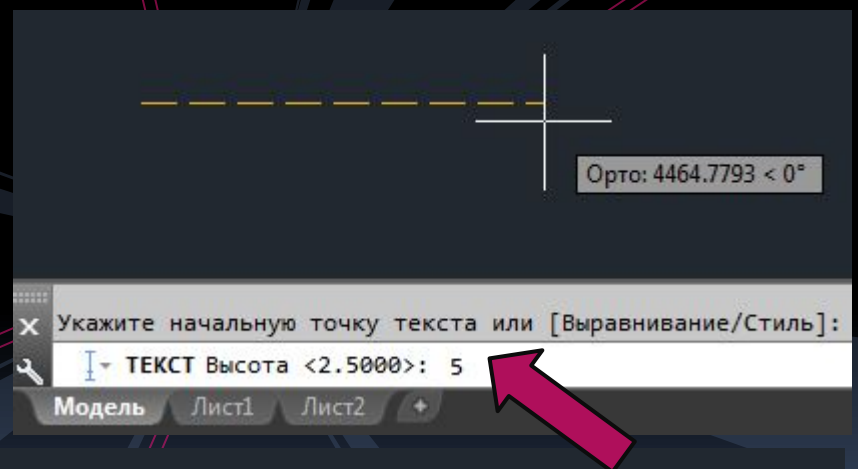 Орто: 4464.7793 < 0°
Укажите начальную точку текста или [Выравнивание/Стиль]:
ТЕКСТ Высота <2.5000>: 5
Модель Лист1 Лист2 +